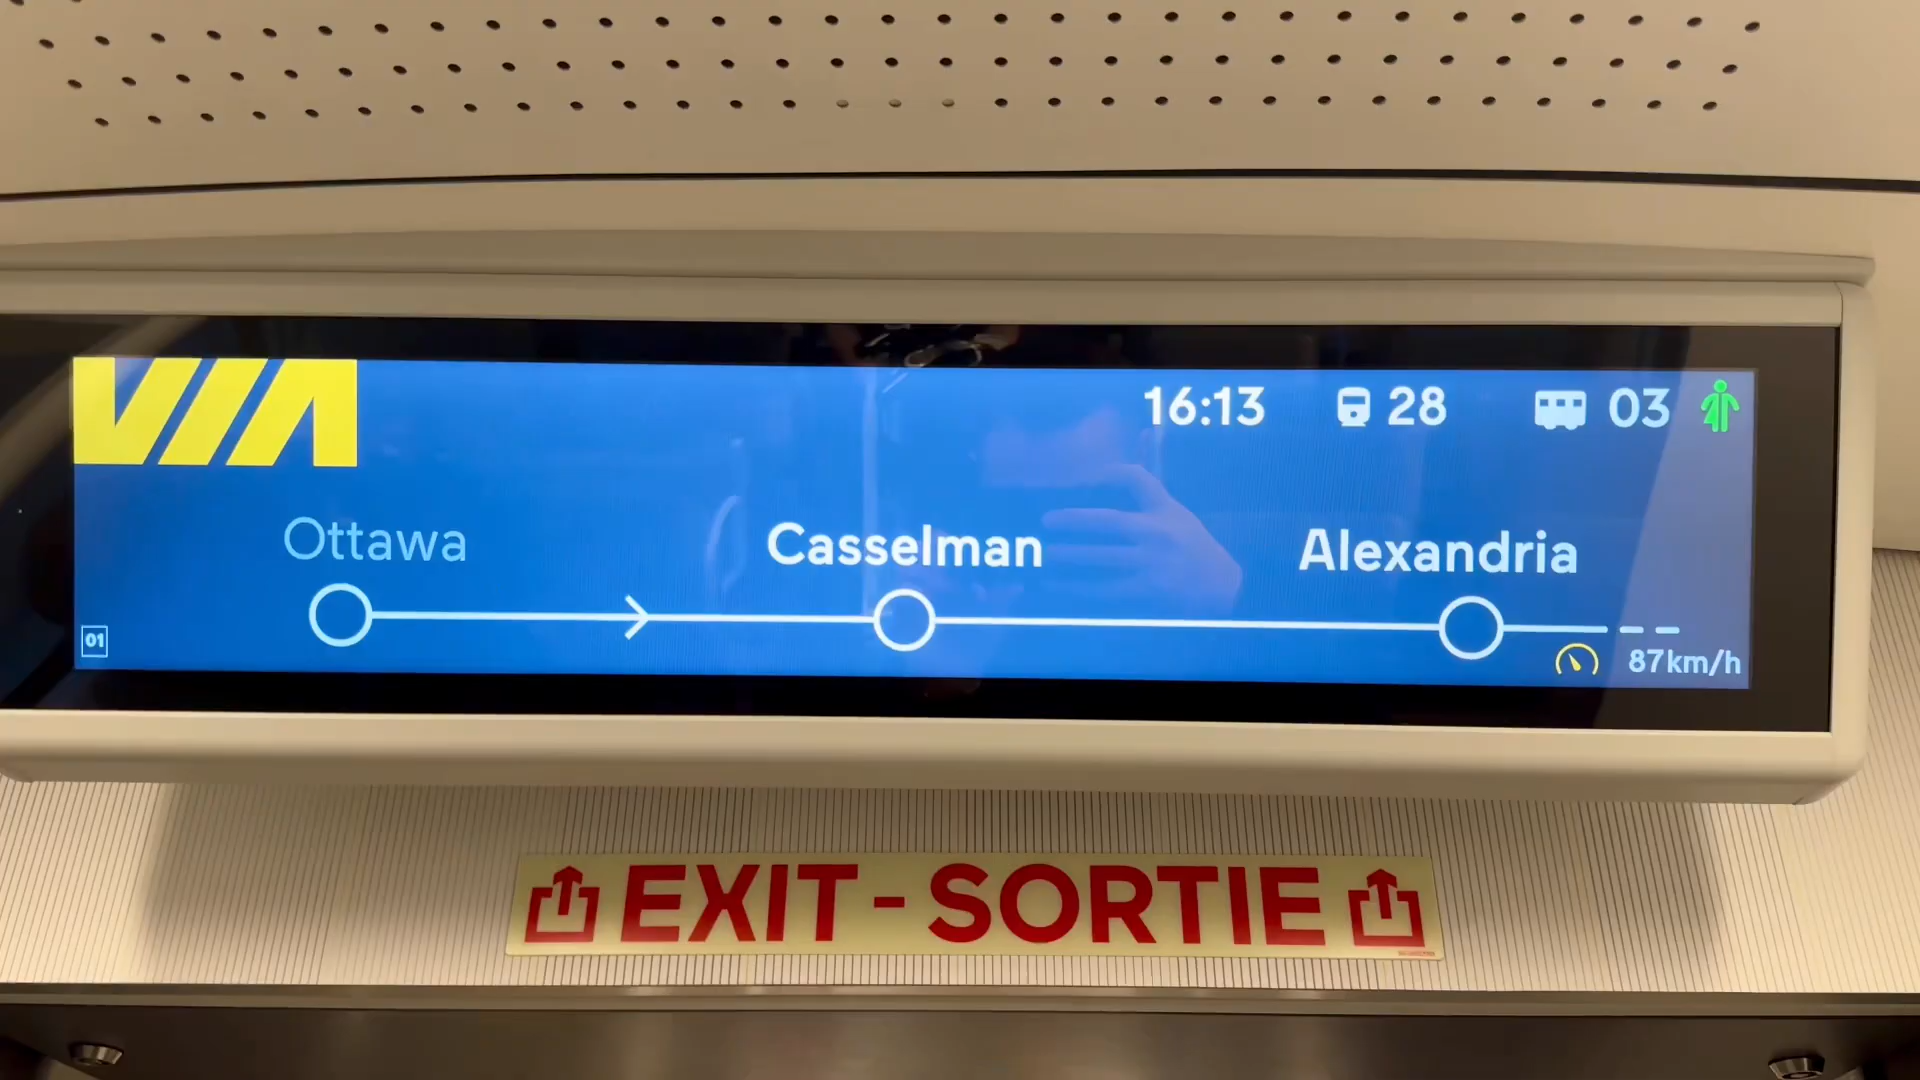 VIA
16:13 28 03
Ottawa Casselman Alexandria
01
87km/h
EXIT - SORTIE